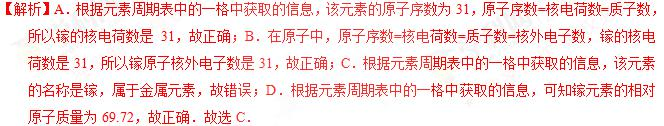 【解析】A．根据元素周期表中的一格中获取的信息，该元素的原子序数为 31，原子序数=核电荷数=质子数，
所以镓的核电荷数是 31，故正确；B．在原子中，原子序数=核电荷数=质子数=核外电子数，镓的核电
荷数是 31，所以镓原子核外电子数是 31，故正确；C．根据元素周期表中的一格中获取的信息，该元素
的名称是镓，属于金属元素，故错误；D．根据元素周期表中的一格中获取的信息，可知镓元素的相对
原子质量为 69.72，故正确．故选 C．